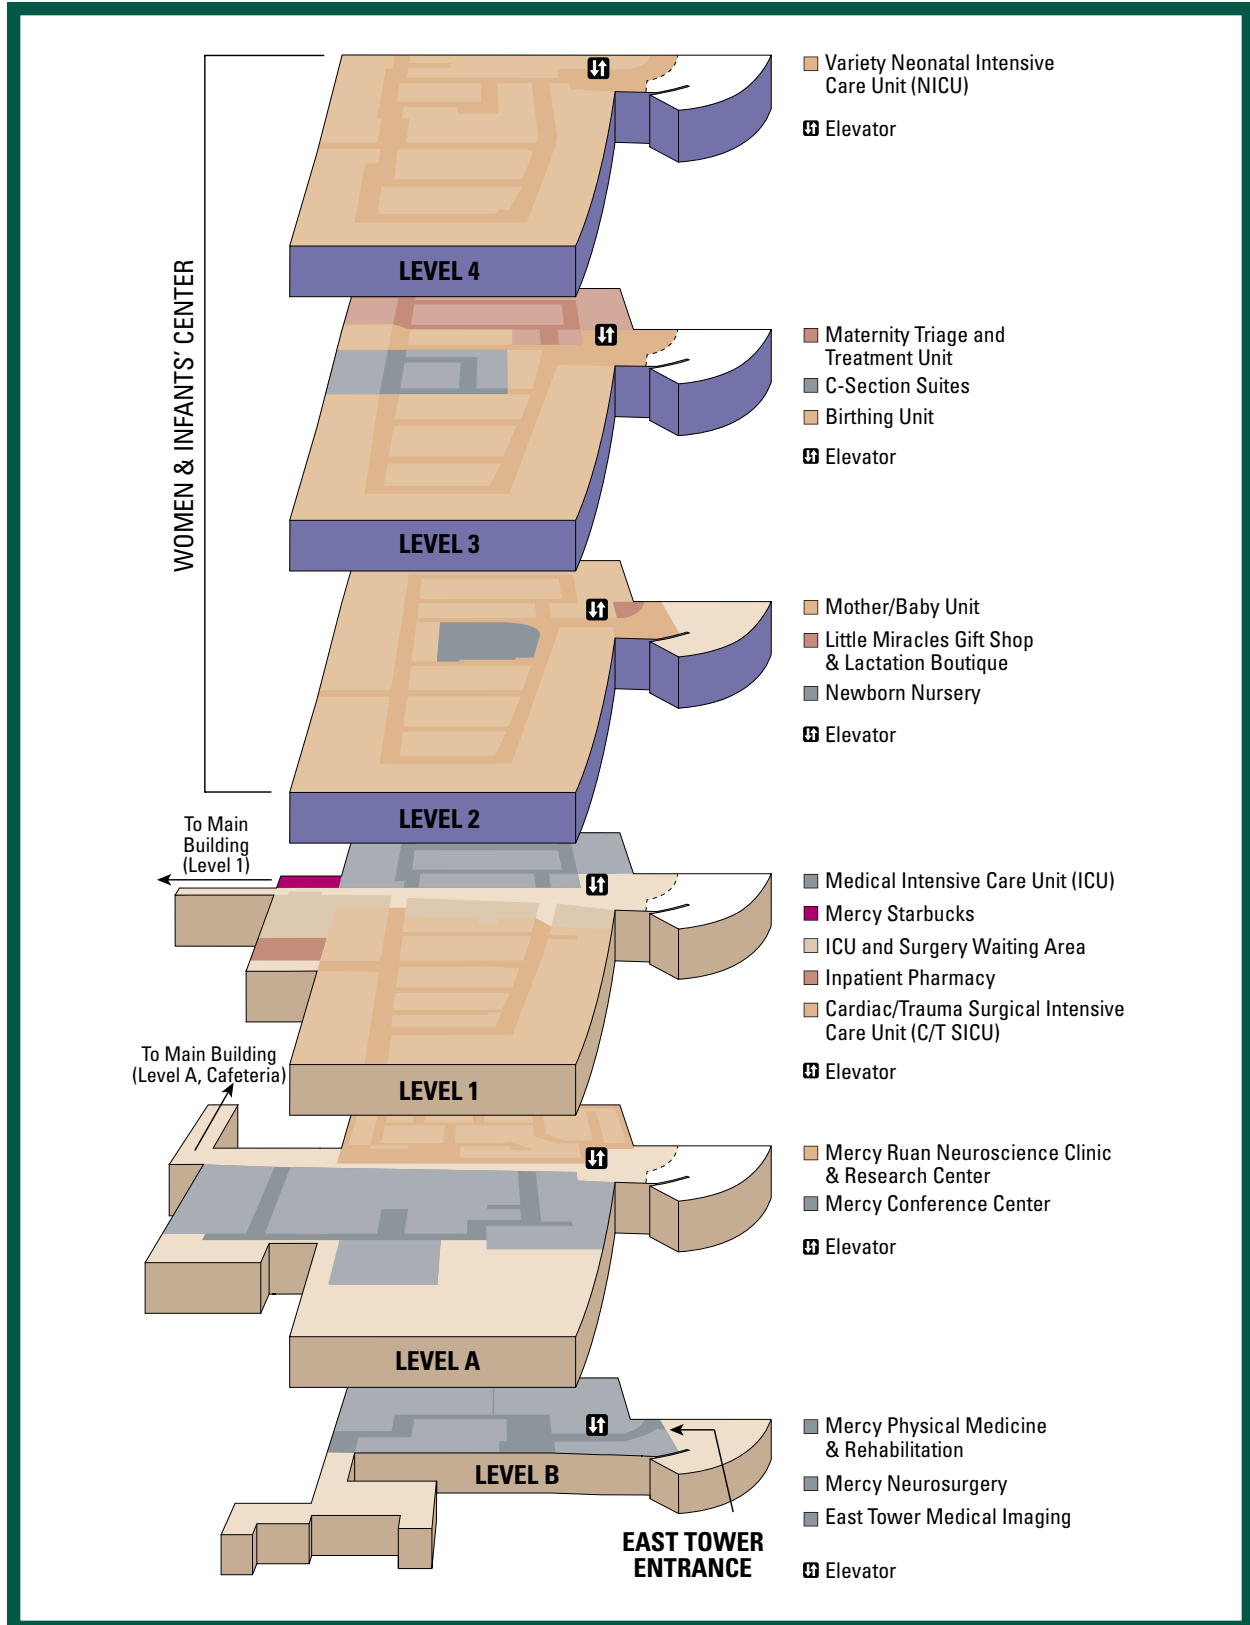 Variety Neonatal Intensive
Care Unit (NICU)
Elevator
LEVEL 4
WOMEN & INFANTS' CENTER
Maternity Triage and
Treatment Unit
C-Section Suites
Birthing Unit
Elevator
LEVEL 3
Mother/Baby Unit
Little Miracles Gift Shop
& Lactation Boutique
Newborn Nursery
Elevator
LEVEL 2
To Main
Building
(Level 1)
Medical Intensive Care Unit (ICU)
Mercy Starbucks
ICU and Surgery Waiting Area
Inpatient Pharmacy
Cardiac/Trauma Surgical Intensive
Care Unit (C/T SICU)
Elevator
LEVEL 1
To Main Building
(Level A, Cafeteria)
Mercy Ruan Neuroscience Clinic
& Research Center
Mercy Conference Center
Elevator
LEVEL A
Mercy Physical Medicine
& Rehabilitation
Mercy Neurosurgery
East Tower Medical Imaging
Elevator
LEVEL B
EAST TOWER
ENTRANCE